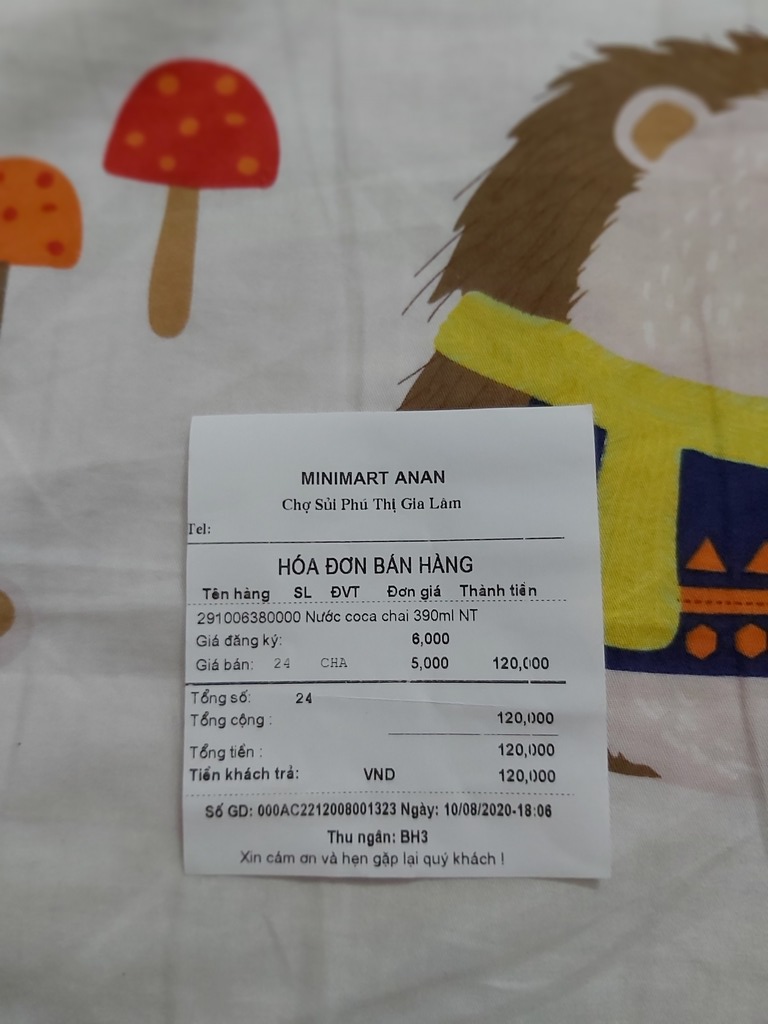 MINIMART ANAN
Chợ Sủi Phú Thị Gia Lâm
Tel:
HÓA ĐƠN BÁN HÀNG
Tên hàng SL ĐVT Đơn giá Thành tiền
291006380000 Nước coca chai 390ml NT
Giá đăng ký: 6,000
Giá bán: 24 CHA 5,000 120,000
Tổng số: 24
Tổng cộng : 120,000
Tổng tiền : 120,000
Tiền khách trả: VND 120,000
Số GD: 000AC2212008001323 Ngày: 10/08/2020-18:06
Thu ngân: BH3
Xin cảm ơn và hẹn gặp lại quý khách !